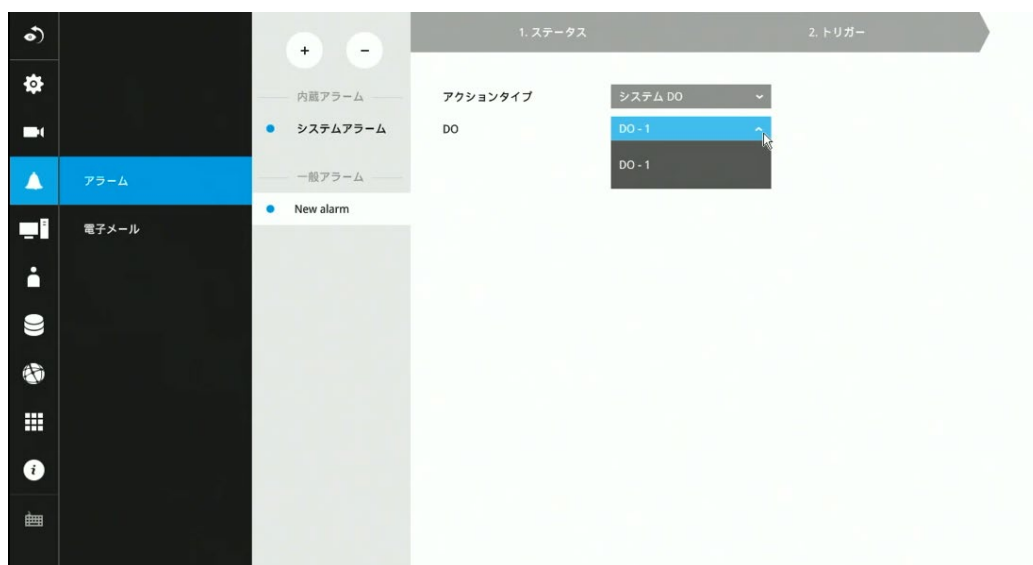 1. ステータス
2. トリガー
+
-
内蔵アラーム
システムアラーム
一般アラーム
New alarm
アラーム
電子メール
アクションタイプ
システム DO
DO
DO - 1
DO - 1